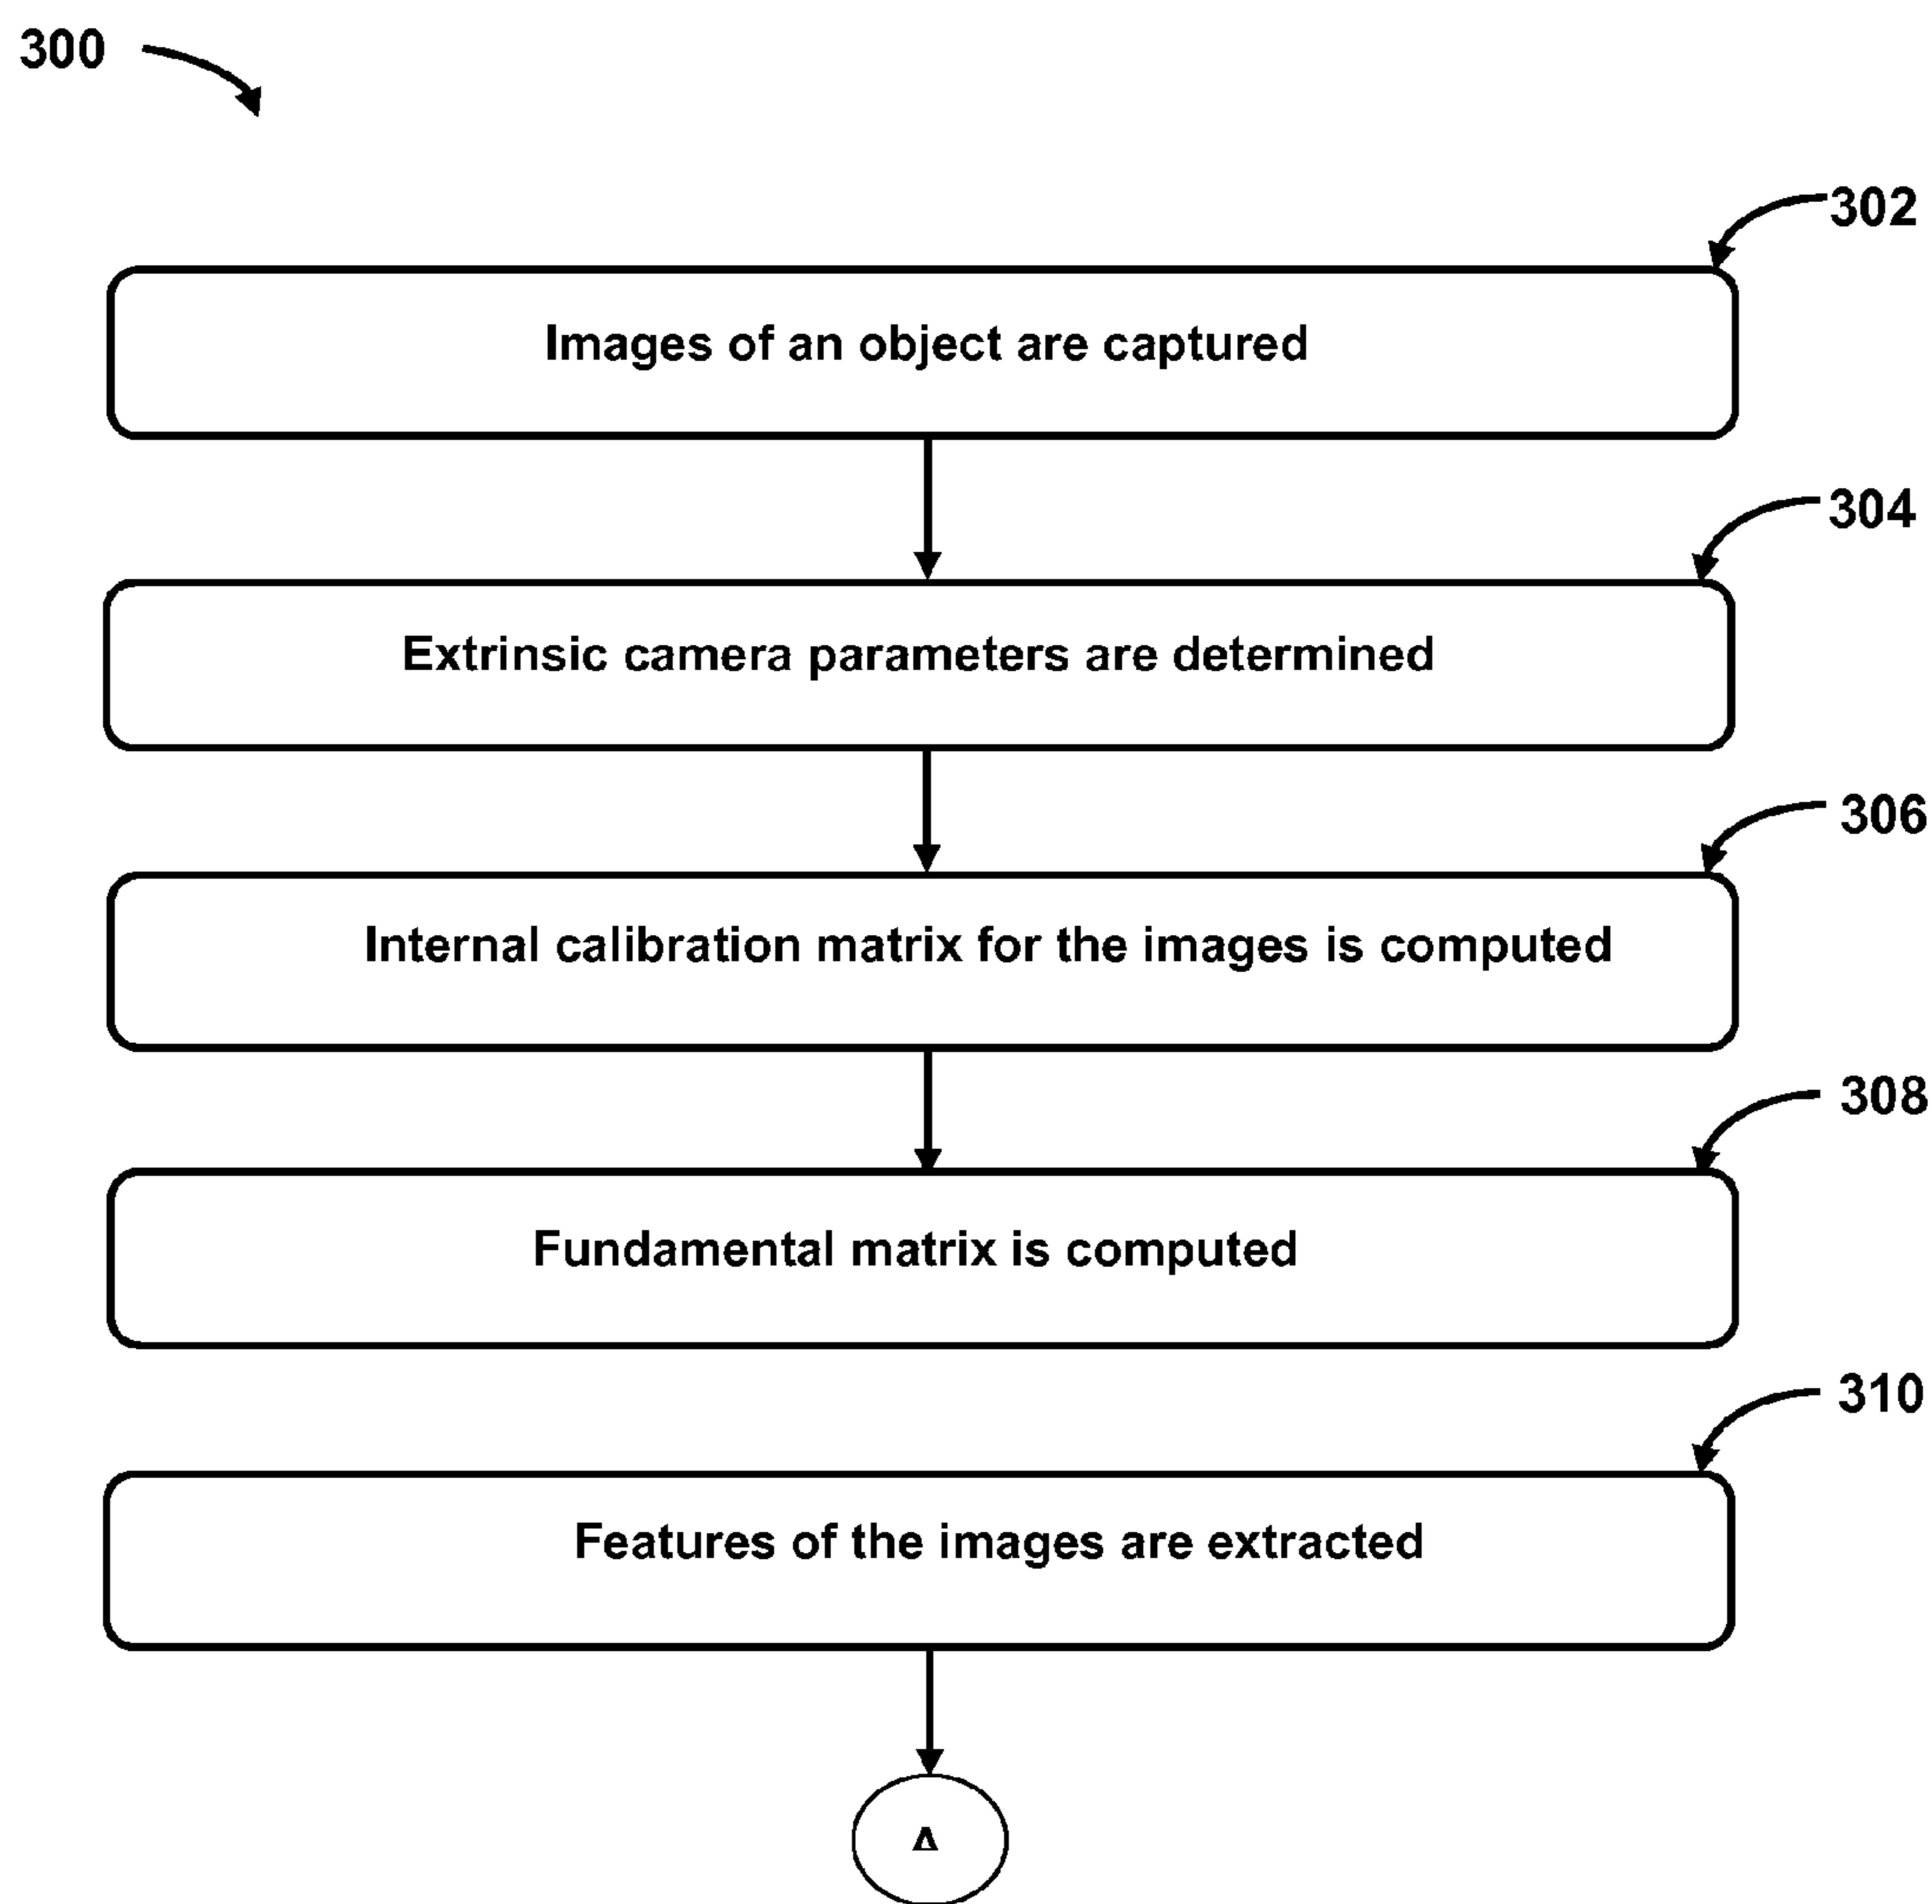 300
302
Images of an object are captured
304
Extrinsic camera parameters are determined
306
Internal calibration matrix for the images is computed
308
Fundamental matrix is computed
310
Features of the images are extracted